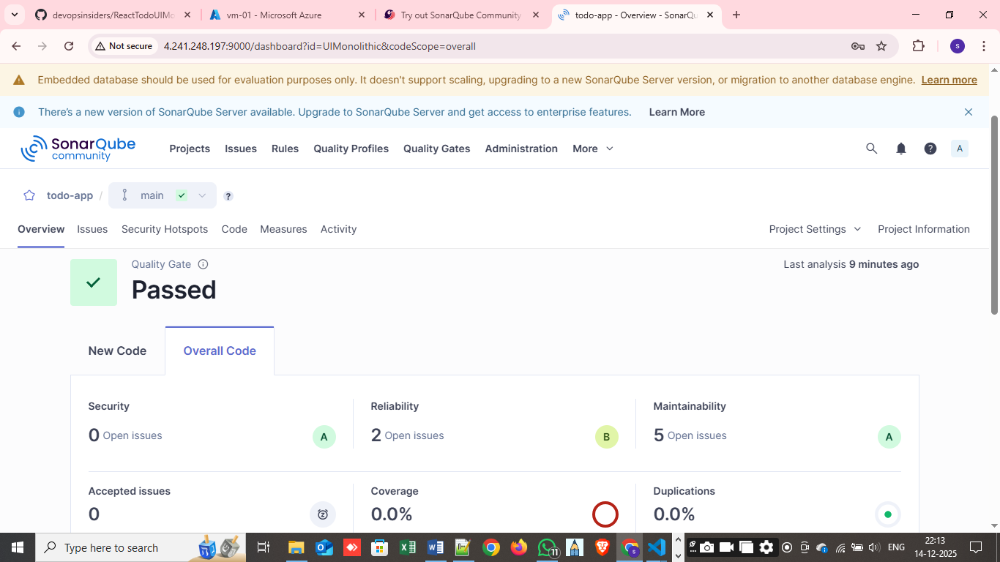 devopsinsiders/ReactTodoUIMo
vm-01 - Microsoft Azure
Try out SonarQube Community
todo-app - Overview - SonarQu
Not secure
4.241.248.197:9000/dashboard?id=UIMonolithic&codeScope=overall
s
Embedded database should be used for evaluation purposes only. It doesn't support scaling, upgrading to a new SonarQube Server version, or migration to another database engine. Learn more
There's a new version of SonarQube Server available. Upgrade to SonarQube Server and get access to enterprise features. Learn More
SonarQube
community
Projects Issues Rules Quality Profiles Quality Gates Administration More
A
todo-app / main
?
Overview Issues Security Hotspots Code Measures Activity Project Settings Project Information
Quality Gate
Last analysis 9 minutes ago
Passed
New Code Overall Code
Security Reliability Maintainability
0 Open issues A 2 Open issues B 5 Open issues A
Accepted issues Coverage Duplications
0 0.0% 0.0%
Type here to search
11
s
ENG
22:13
14-12-2025